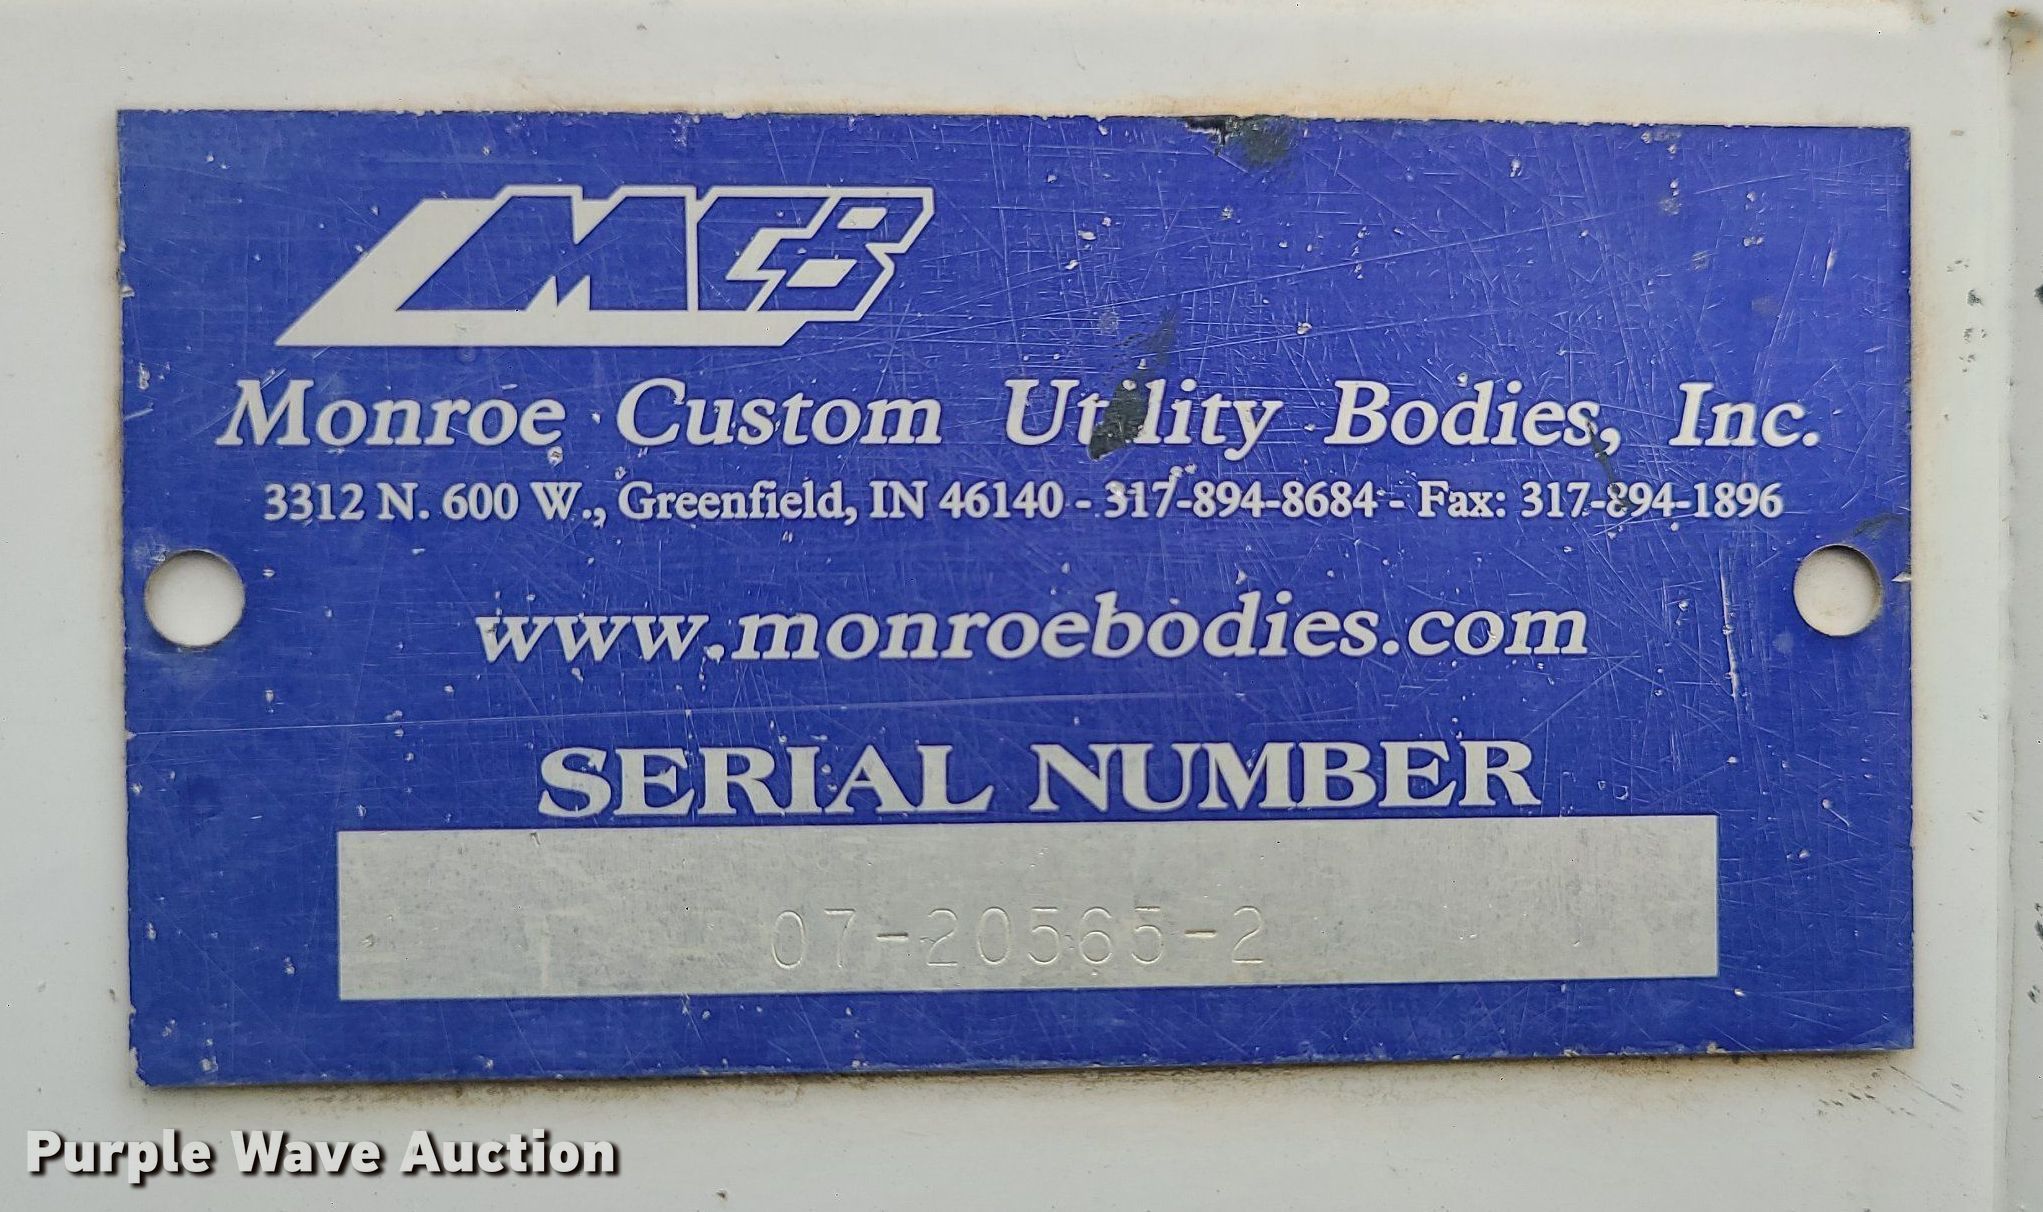 MCB
Monroe Custom Utility Bodies, Inc.
3312 N. 600 W., Greenfield, IN 46140 - 317-894-8684 - Fax: 317-894-1896
www.monroebodies.com
SERIAL NUMBER
07-20565-2
Purple Wave Auction